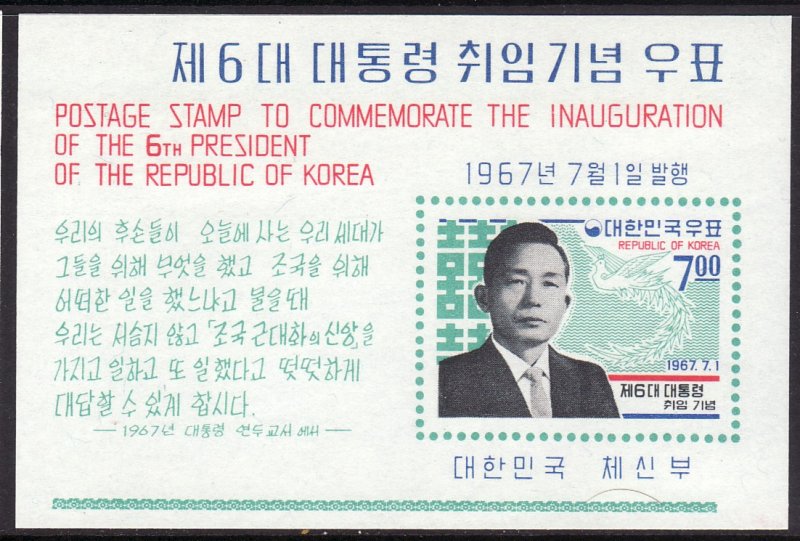 제6대 대통령 취임기념 우표
POSTAGE STAMP TO COMMEMORATE THE INAUGURATION
OF THE 6TH PRESIDENT
OF THE REPUBLIC OF KOREA
1967년 7월 1일 발행
우리의 후손들이 오늘에 사는 우리 세대가
그들을 위해 무엇을 했고 조국을 위해
어떠한 일을 했느냐고 물을 때
우리는 서슴지 않고 「조국 근대화의 신앙」을
가지고 일하고 또 일했다고 떳떳하게
대답할 수 있게 합시다.
—1967년 대통령 연두교서에서—
대한민국우표
REPUBLIC OF KOREA
7.00
囍
1967.7.1
제6대 대통령
취임 기념
대한민국 체신부